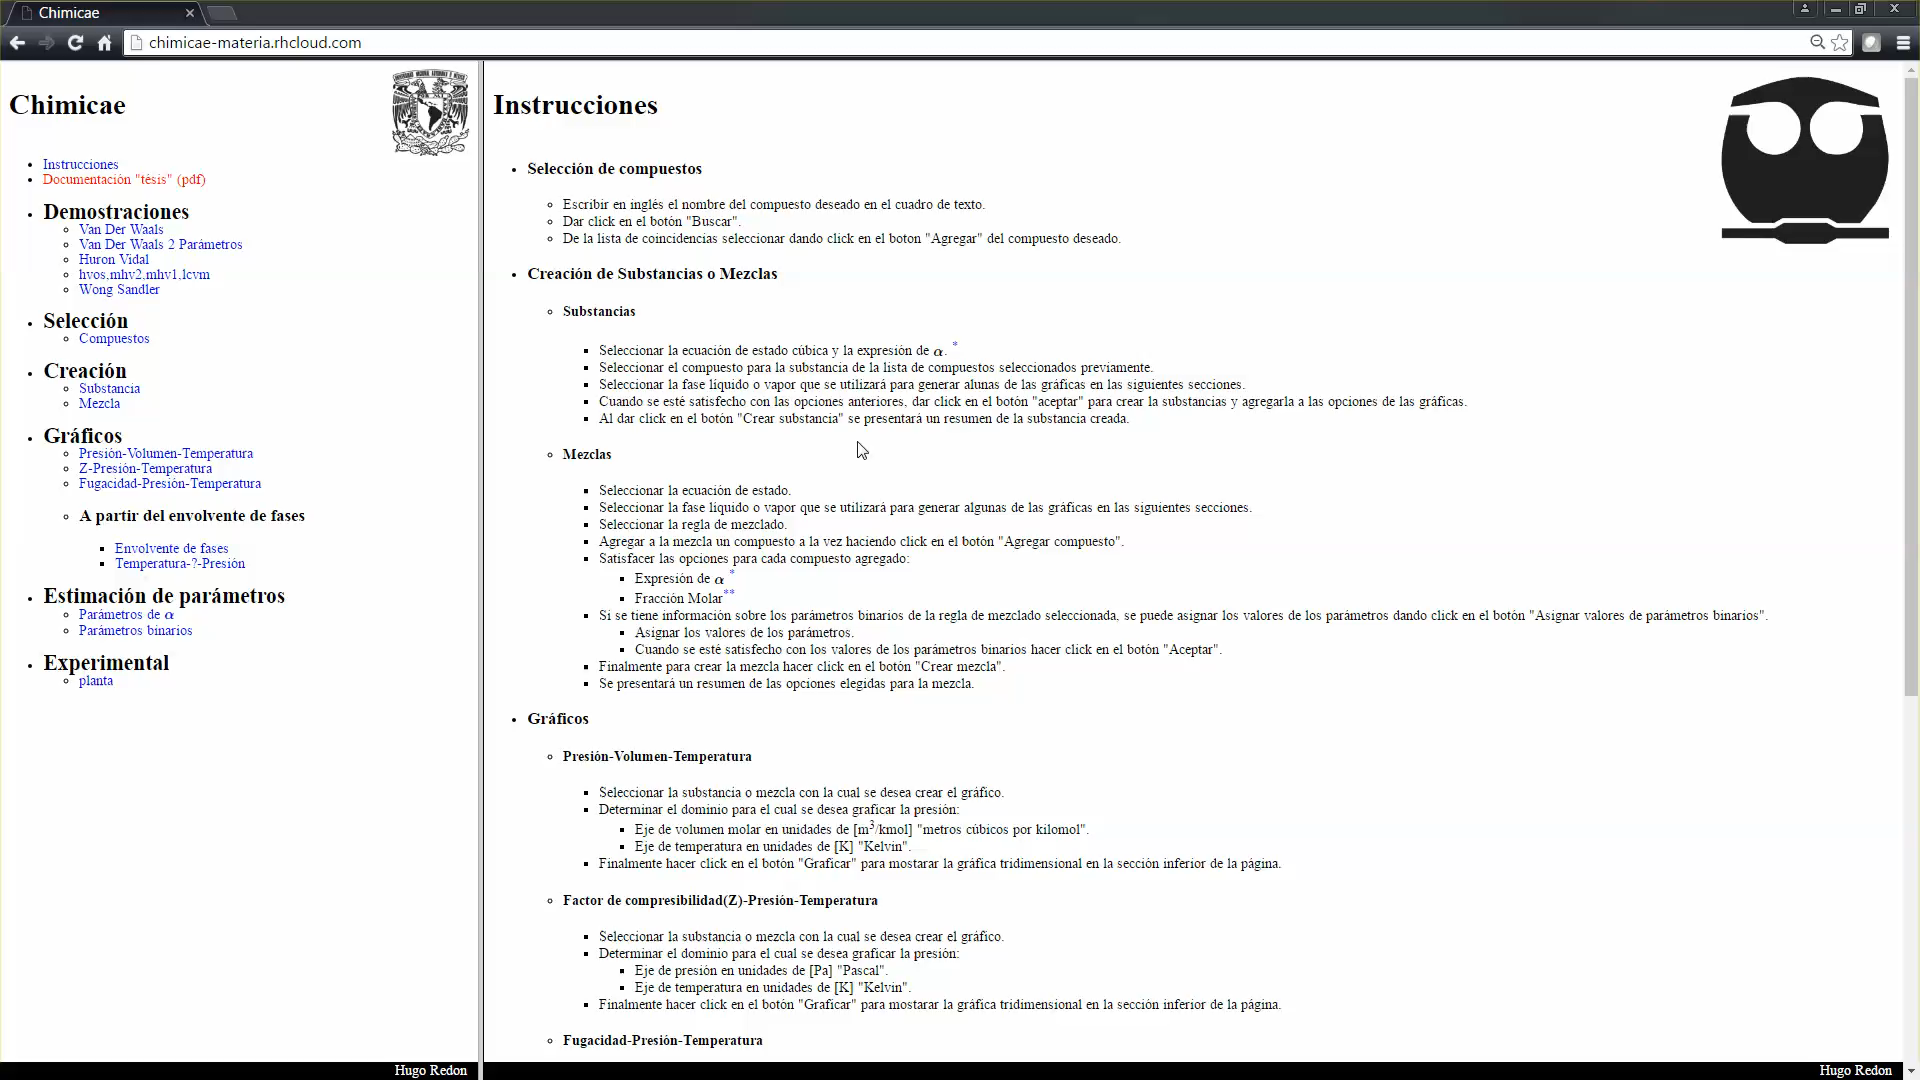 Chimicae
chimicae-materia.rhcloud.com
Chimicae
Instrucciones
Documentación "tésis" (pdf)
Demostraciones
Van Der Waals
Van Der Waals 2 Parámetros
Huron Vidal
hvos,mhv2,mhv1,lcvm
Wong Sandler
Selección
Compuestos
Creación
Substancia
Mezcla
Gráficos
Presión-Volumen-Temperatura
Z-Presión-Temperatura
Fugacidad-Presión-Temperatura
A partir del envolvente de fases
Envolvente de fases
Temperatura-?-Presión
Estimación de parámetros
Parámetros de α
Parámetros binarios
Experimental
planta
Hugo Redon
Instrucciones
Selección de compuestos
Escribir en inglés el nombre del compuesto deseado en el cuadro de texto.
Dar click en el botón "Buscar".
De la lista de coincidencias seleccionar dando click en el boton "Agregar" del compuesto deseado.
Creación de Substancias o Mezclas
Substancias
Seleccionar la ecuación de estado cúbica y la expresión de α. *
Seleccionar el compuesto para la substancia de la lista de compuestos seleccionados previamente.
Seleccionar la fase líquido o vapor que se utilizará para generar alunas de las gráficas en las siguientes secciones.
Cuando se esté satisfecho con las opciones anteriores, dar click en el botón "aceptar" para crear la substancias y agregarla a las opciones de las gráficas.
Al dar click en el botón "Crear substancia" se presentará un resumen de la substancia creada.
Mezclas
Seleccionar la ecuación de estado.
Seleccionar la fase líquido o vapor que se utilizará para generar algunas de las gráficas en las siguientes secciones.
Seleccionar la regla de mezclado.
Agregar a la mezcla un compuesto a la vez haciendo click en el botón "Agregar compuesto".
Satisfacer las opciones para cada compuesto agregado:
Expresión de α *
Fracción Molar**
Si se tiene información sobre los parámetros binarios de la regla de mezclado seleccionada, se puede asignar los valores de los parámetros dando click en el botón "Asignar valores de parámetros binarios".
Asignar los valores de los parámetros.
Cuando se esté satisfecho con los valores de los parámetros binarios hacer click en el botón "Aceptar".
Finalmente para crear la mezcla hacer click en el botón "Crear mezcla".
Se presentará un resumen de las opciones elegidas para la mezcla.
Gráficos
Presión-Volumen-Temperatura
Seleccionar la substancia o mezcla con la cual se desea crear el gráfico.
Determinar el dominio para el cual se desea graficar la presión:
Eje de volumen molar en unidades de [m³/kmol] "metros cúbicos por kilomol".
Eje de temperatura en unidades de [K] "Kelvin".
Finalmente hacer click en el botón "Graficar" para mostarar la gráfica tridimensional en la sección inferior de la página.
Factor de compresibilidad(Z)-Presión-Temperatura
Seleccionar la substancia o mezcla con la cual se desea crear el gráfico.
Determinar el dominio para el cual se desea graficar la presión:
Eje de presión en unidades de [Pa] "Pascal".
Eje de temperatura en unidades de [K] "Kelvin".
Finalmente hacer click en el botón "Graficar" para mostarar la gráfica tridimensional en la sección inferior de la página.
Fugacidad-Presión-Temperatura
Hugo Redon